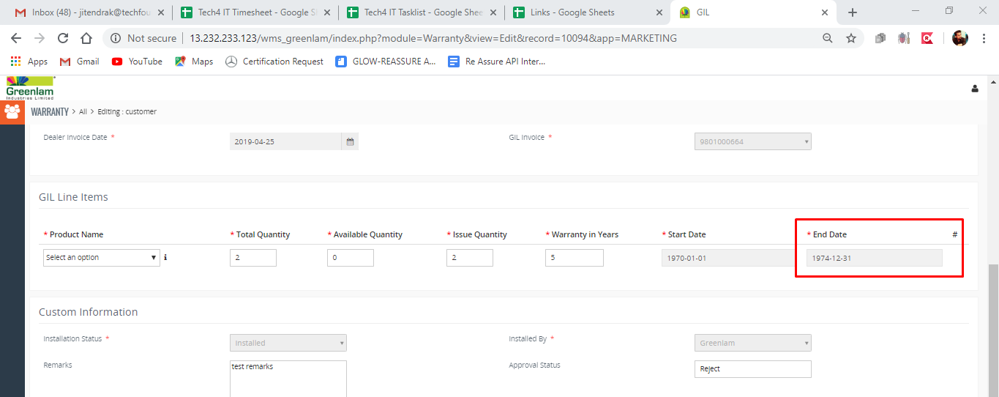 Inbox (48) - jitendrak@techfou
Tech4 IT Timesheet - Google S
Tech4 IT Tasklist - Google Shee
Links - Google Sheets
GIL
Not secure | 13.232.233.123/wms_greenlam/index.php?module=Warranty&view=Edit&record=10094&app=MARKETING
Apps Gmail YouTube Maps Certification Request GLOW-REASSURE A... Re Assure API Inter...
Greenlam
Industries Limited
WARRANTY > All > Editing : customer
Dealer Invoice Date * 2019-04-25 GIL Invoice * 9801000664
GIL Line Items
* Product Name * Total Quantity * Available Quantity * Issue Quantity * Warranty in Years * Start Date * End Date #
Select an option 2 0 2 5 1970-01-01 1974-12-31
Custom Information
Installation Status * Installed Installed By * Greenlam
Remarks test remarks Approval Status Reject